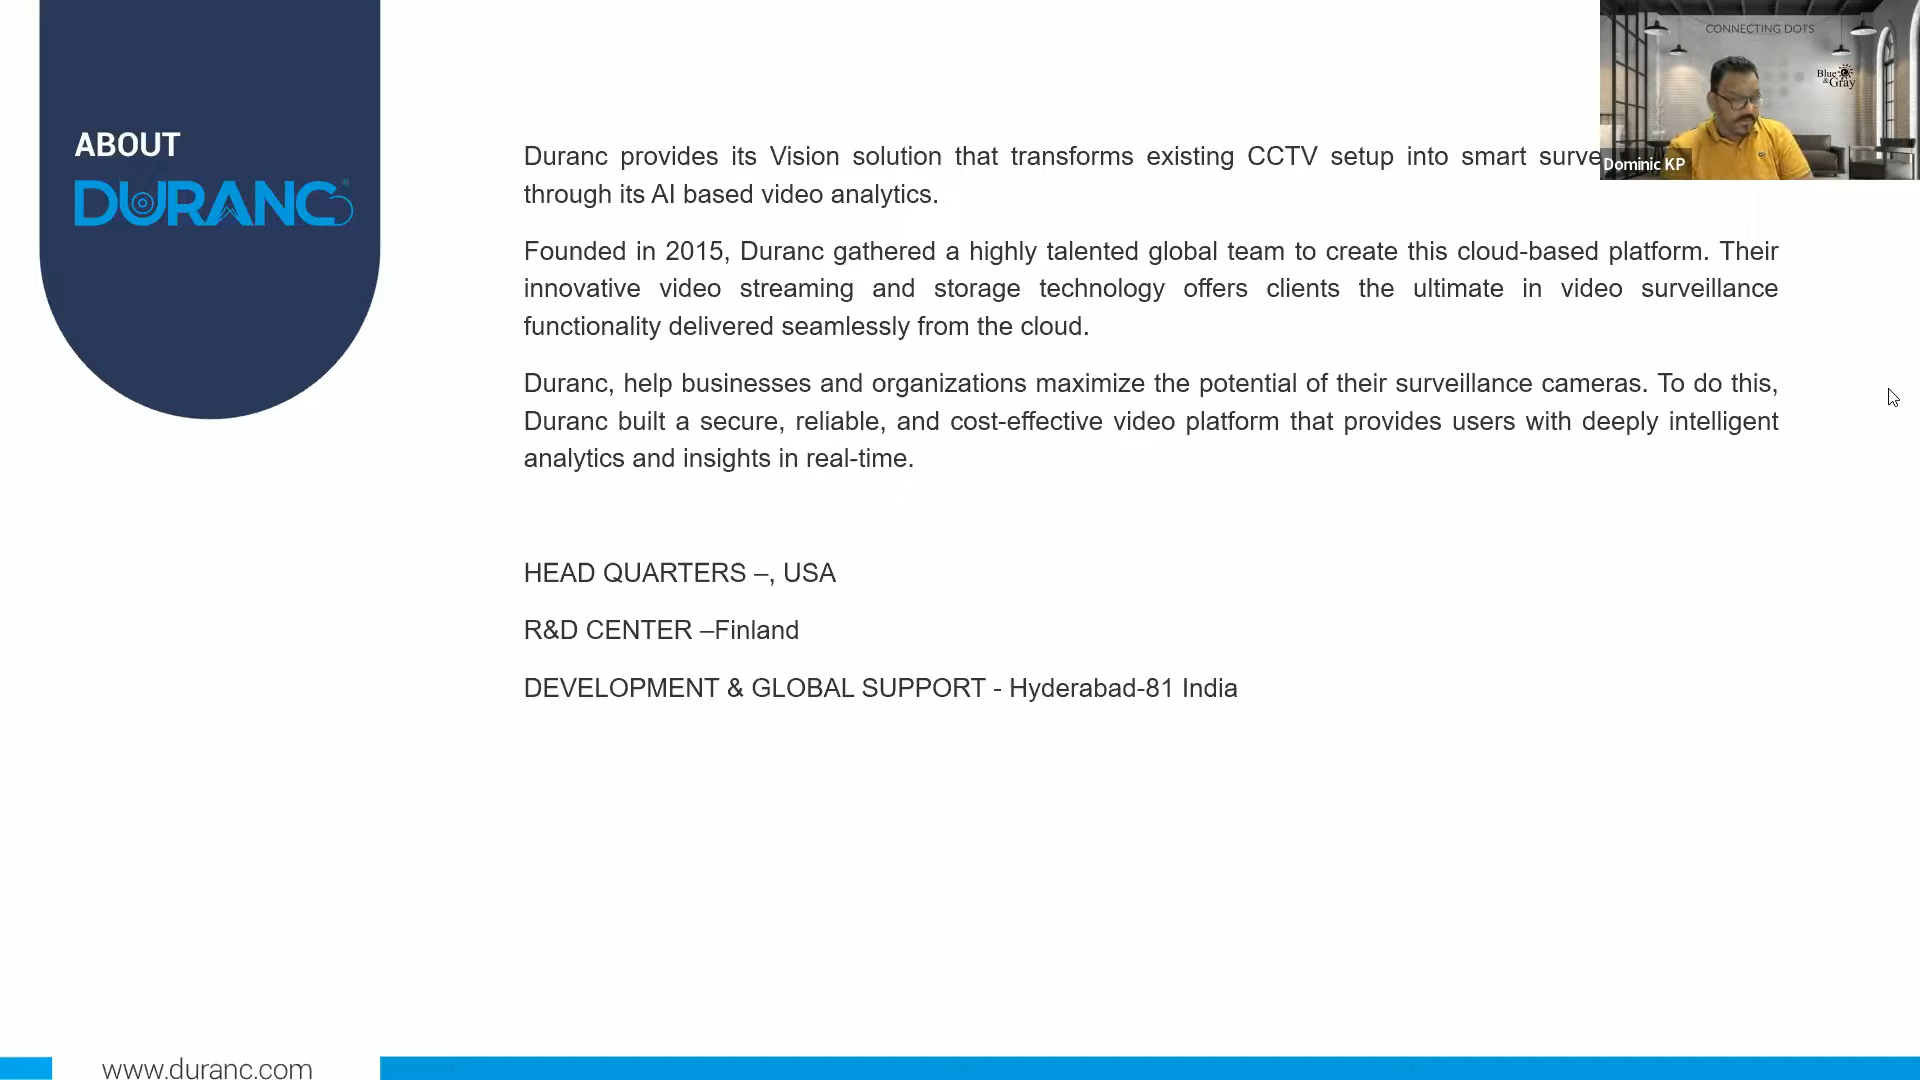 ABOUT
DURANC
Duranc provides its Vision solution that transforms existing CCTV setup into smart
through its AI based video analytics.
Founded in 2015, Duranc gathered a highly talented global team to create this cloud-based platform. Their
innovative video streaming and storage technology offers clients the ultimate in video surveillance
functionality delivered seamlessly from the cloud.
Duranc, help businesses and organizations maximize the potential of their surveillance cameras. To do this,
Duranc built a secure, reliable, and cost-effective video platform that provides users with deeply intelligent
analytics and insights in real-time.
HEAD QUARTERS –, USA
R&D CENTER –Finland
DEVELOPMENT & GLOBAL SUPPORT - Hyderabad-81 India
www.duranc.com
CONNECTING DOTS
Blue
& Gray
Dominic KP